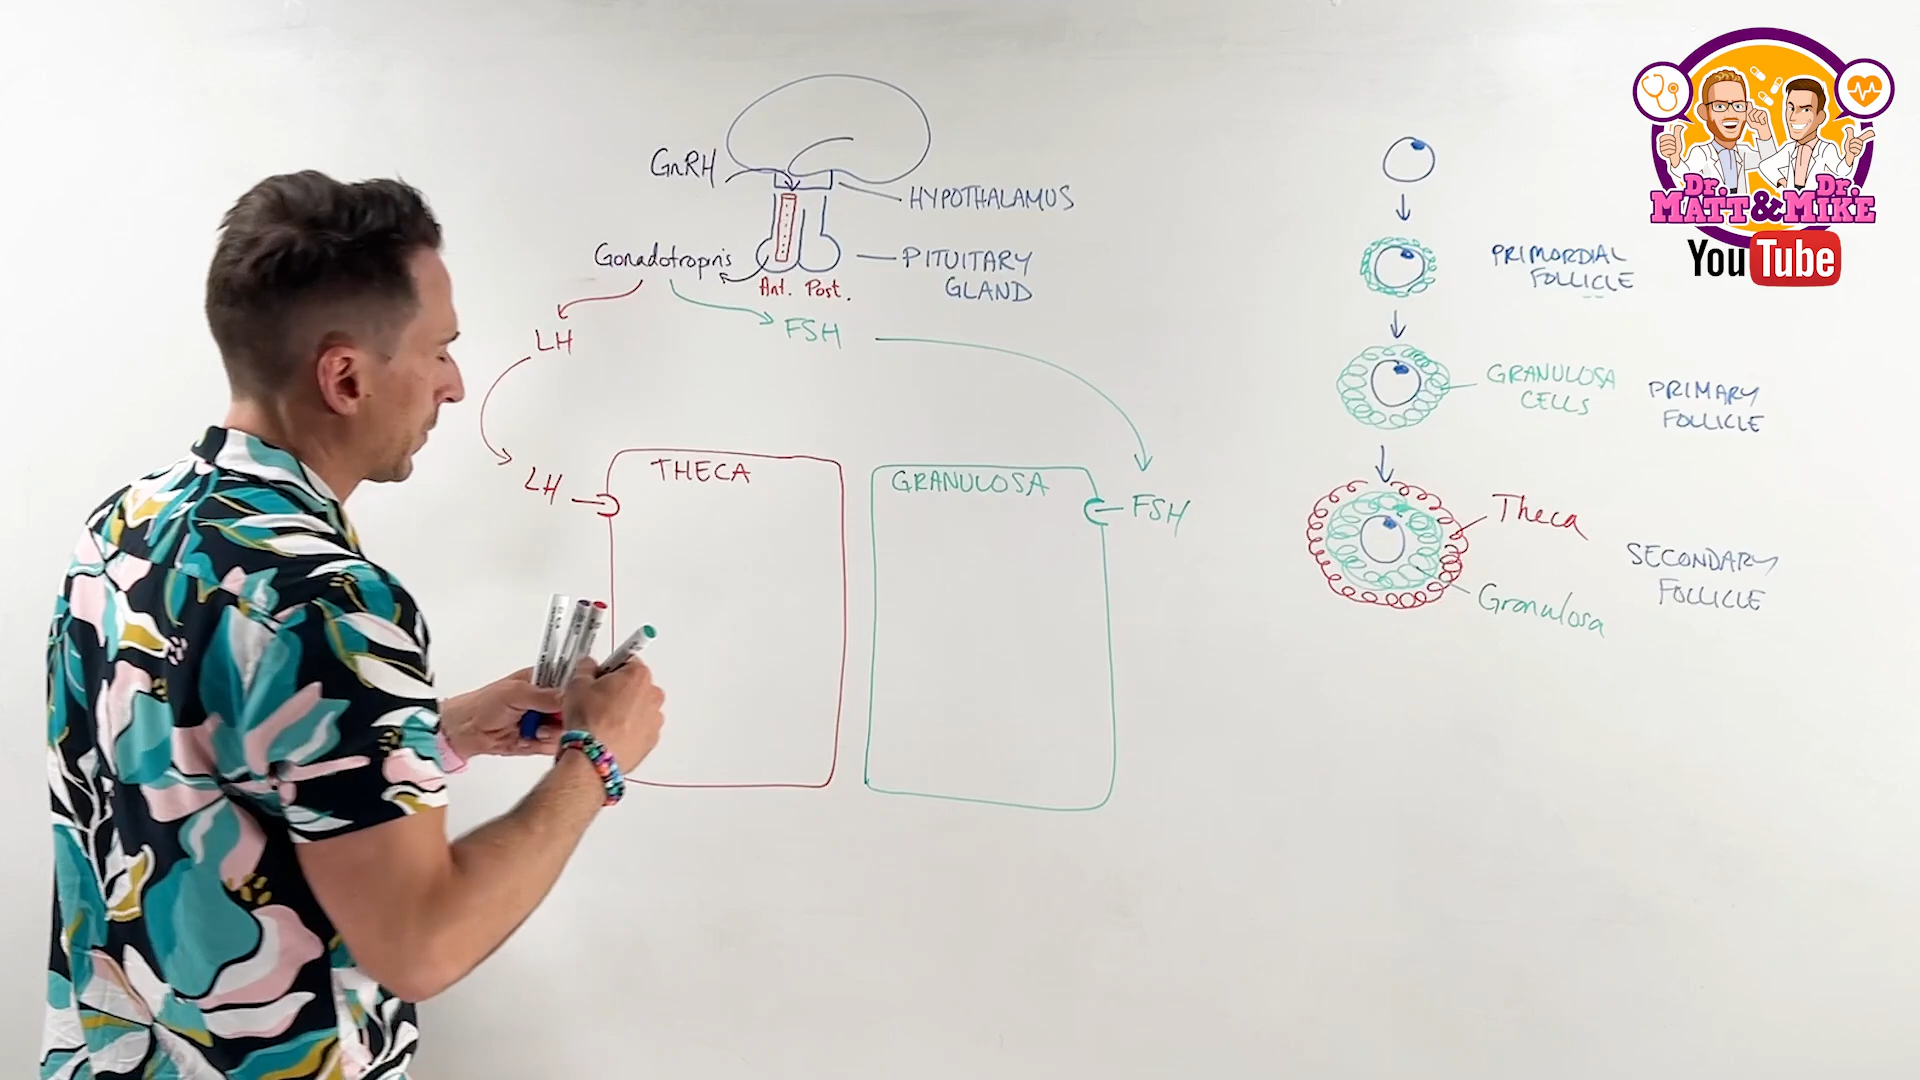 GnRH
HYPOTHALAMUS
Gonadotropins
PITUITARY
GLAND
Ant. Post.
LH
FSH
LH
THECA
GRANULOSA
FSH
PRIMORDIAL
FOLLICLE
GRANULOSA
CELLS
PRIMARY
FOLLICLE
Theca
SECONDARY
FOLLICLE
Granulosa
Dr. Dr.
MATT & MIKE
YouTube